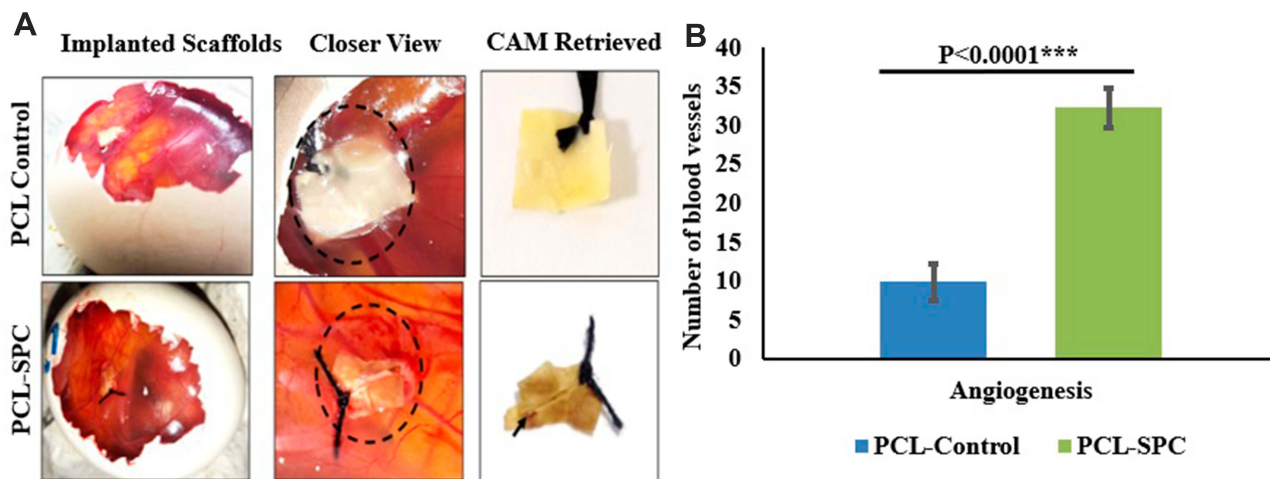 A
Implanted Scaffolds Closer View CAM Retrieved
PCL Control
PCL-SPC
B
P<0.0001***
Number of blood vessels
40
35
30
25
20
15
10
5
0
Angiogenesis
PCL-Control PCL-SPC